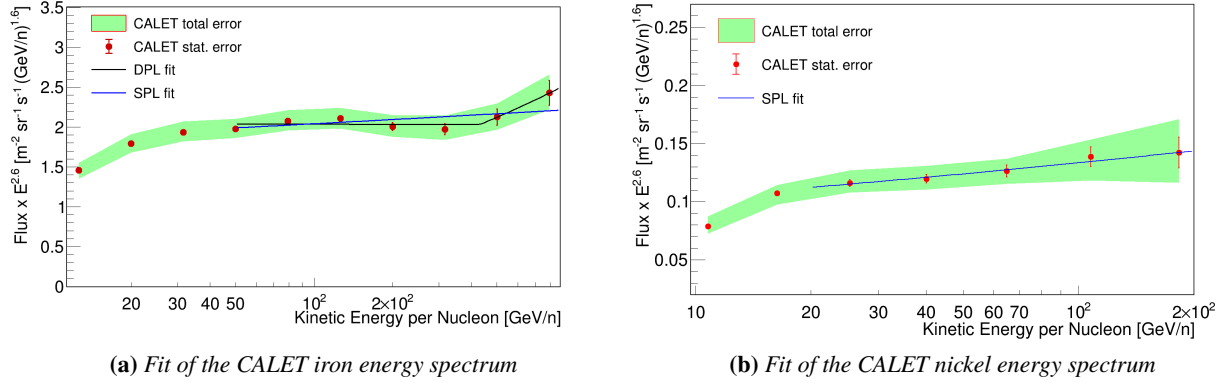 3.5
3
2.5
2
1.5
1
0.5
0
Flux x E^2.6 [m^-2 sr^-1 s^-1 (GeV/n)^1.6]
CALET total error
CALET stat. error
DPL fit
SPL fit
20 30 40 50 10^2 2×10^2
Kinetic Energy per Nucleon [GeV/n]
(a) Fit of the CALET iron energy spectrum
0.25
0.2
0.15
0.1
0.05
Flux x E^2.6 [m^-2 sr^-1 s^-1 (GeV/n)^1.6]
CALET total error
CALET stat. error
SPL fit
10 20 30 40 50 60 70 10^2 2×10^2
Kinetic Energy per Nucleon [GeV/n]
(b) Fit of the CALET nickel energy spectrum